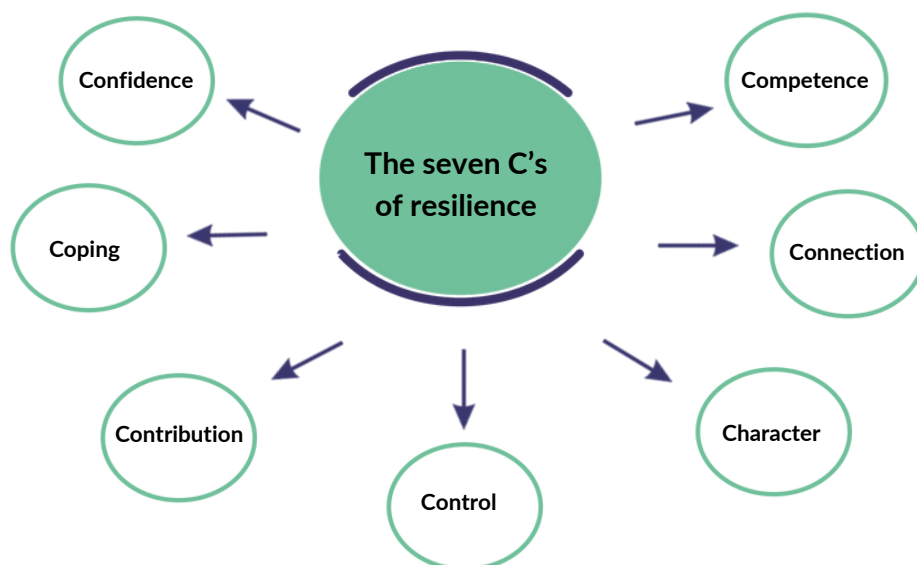 The seven C’s
of resilience
Confidence
Competence
Coping
Connection
Contribution
Character
Control